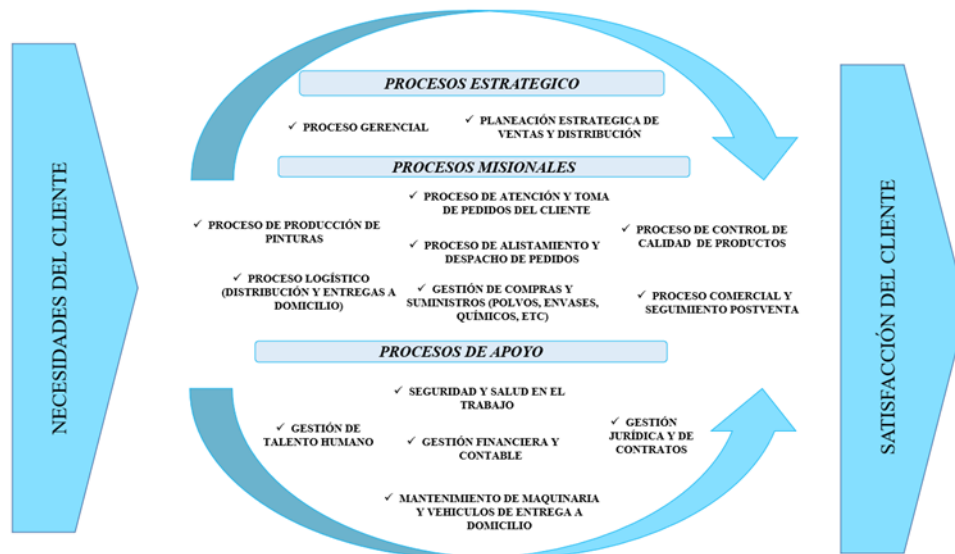 NECESIDADES DEL CLIENTE
PROCESOS ESTRATEGICO
✓ PROCESO GERENCIAL
✓ PLANEACIÓN ESTRATEGICA DE
VENTAS Y DISTRIBUCIÓN
PROCESOS MISIONALES
✓ PROCESO DE PRODUCCIÓN DE
PINTURAS
✓ PROCESO DE ATENCIÓN Y TOMA
DE PEDIDOS DEL CLIENTE
✓ PROCESO DE CONTROL DE
CALIDAD DE PRODUCTOS
✓ PROCESO DE ALISTAMIENTO Y
DESPACHO DE PEDIDOS
✓ PROCESO LOGÍSTICO
(DISTRIBUCIÓN Y ENTREGAS A
DOMICILIO)
✓ GESTIÓN DE COMPRAS Y
SUMINISTROS (POLVOS, ENVASES,
QUÍMICOS, ETC)
✓ PROCESO COMERCIAL Y
SEGUIMIENTO POSTVENTA
PROCESOS DE APOYO
✓ SEGURIDAD Y SALUD EN EL
TRABAJO
✓ GESTIÓN DE
TALENTO HUMANO
✓ GESTIÓN FINANCIERA Y
CONTABLE
✓ GESTIÓN
JURÍDICA Y DE
CONTRATOS
✓ MANTENIMIENTO DE MAQUINARIA
Y VEHICULOS DE ENTREGA A
DOMICILIO
SATISFACCIÓN DEL CLIENTE